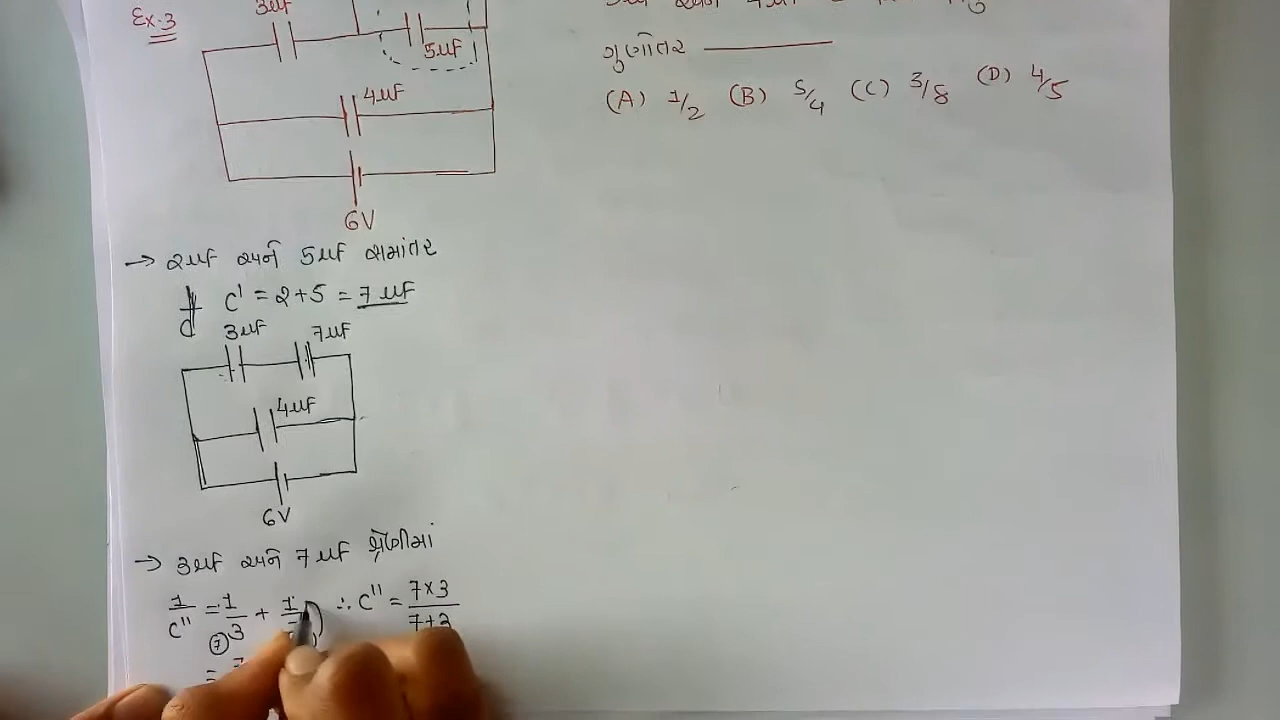 Ex.3
3μF
5μF
4μF
6V
ગુણોત્તર
(A) 1/2 (B) 5/4 (C) 3/8 (D) 4/5
→ 2μF અને 5μF સમાંતર
C' = 2+5 = 7μF
3μF 7μF
4μF
6V
→ 3μF અને 7μF શ્રેણીમાં
1/C'' = 1/3 + 1/ ∴ C'' = 7×3/7+3
⑦
=